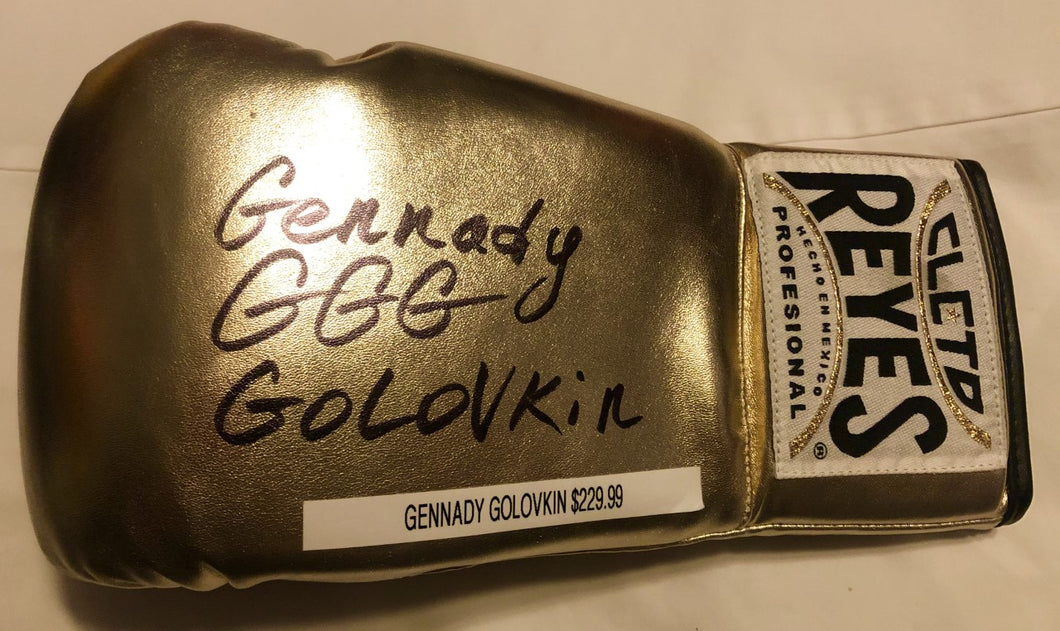 Gennady
GGG
GOLOVKin
GENNADY GOLOVKIN $229.99
CLETO
REYES
HECHO EN MEXICO
PROFESIONAL
®